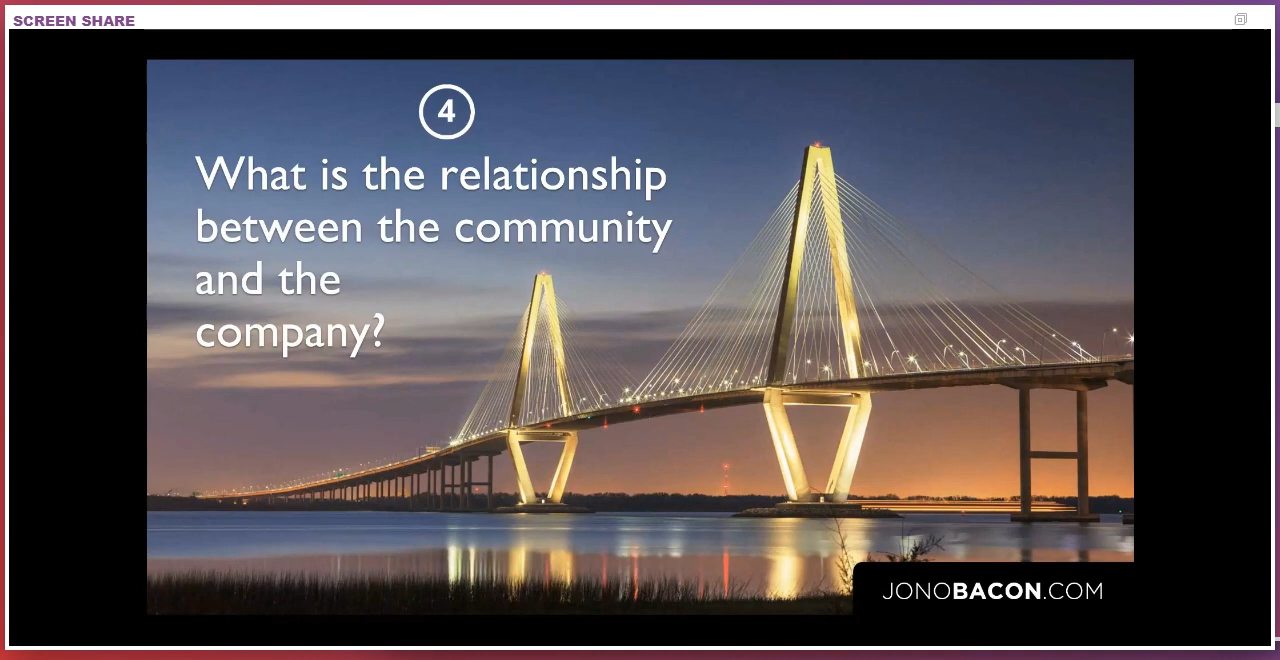 SCREEN SHARE
4
What is the relationship
between the community
and the
company?
JONOBACON.COM